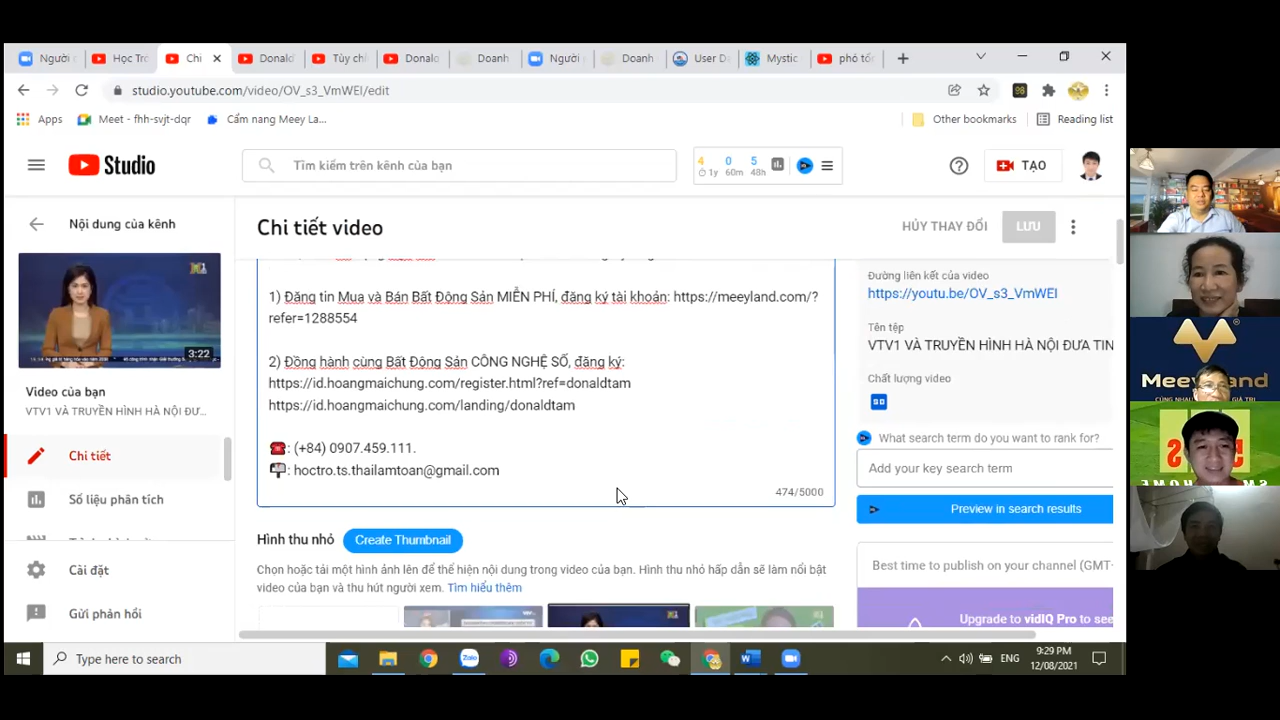 Người
Học Tro
Chi
Donald
Tùy chỉ
Donalc
Doanh
Người
Doanh
User D
Mystic
phó tổ
studio.youtube.com/video/OV_s3_VmWEI/edit
Apps
Meet - fhh-svjt-dqr
Cẩm nang Meey La...
Other bookmarks
Reading list
Studio
Tìm kiếm trên kênh của bạn
4 0 5
1y 60m 48h
TẠO
Nội dung của kênh
Chi tiết video
HỦY THAY ĐỔI
LƯU
3:22
Video của bạn
VTV1 VÀ TRUYỀN HÌNH HÀ NỘI ĐƯA...
Chi tiết
Số liệu phân tích
Cài đặt
Gửi phản hồi
1) Đăng tin Mua và Bán Bất Động Sản MIỄN PHÍ, đăng ký tài khoản: https://meeyland.com/?
refer=1288554
2) Đồng hành cùng Bất Động Sản CÔNG NGHỆ SỐ, đăng ký:
https://id.hoangmaichung.com/register.html?ref=donaldtam
https://id.hoangmaichung.com/landing/donaldtam
☎️: (+84) 0907.459.111.
📬: hoctro.ts.thailamtoan@gmail.com
474/5000
Hình thu nhỏ
Create Thumbnail
Chọn hoặc tải một hình ảnh lên để thể hiện nội dung trong video của bạn. Hình thu nhỏ hấp dẫn sẽ làm nổi bật
video của bạn và thu hút người xem. Tìm hiểu thêm
Đường liên kết của video
https://youtu.be/OV_s3_VmWEI
Tên tệp
VTV1 VÀ TRUYỀN HÌNH HÀ NỘI ĐƯA TIN
Chất lượng video
SD
What search term do you want to rank for?
Add your key search term
Preview in search results
Best time to publish on your channel (GMT+
Upgrade to vidIQ Pro to see
Type here to search
Zalo
ENG
9:29 PM
12/08/2021